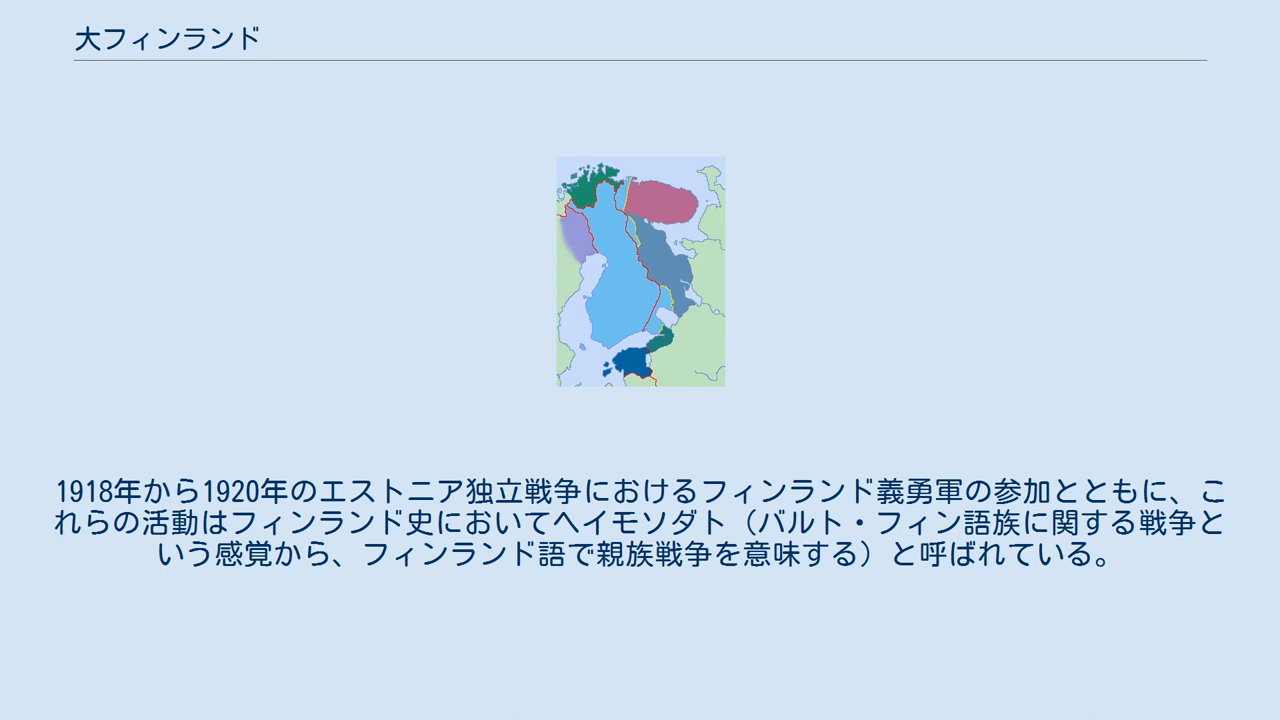 大フィンランド
1918年から1920年のエストニア独立戦争におけるフィンランド義勇軍の参加とともに、こ
れらの活動はフィンランド史においてヘイモソダト（バルト・フィン語族に関する戦争と
いう感覚から、フィンランド語で親族戦争を意味する）と呼ばれている。